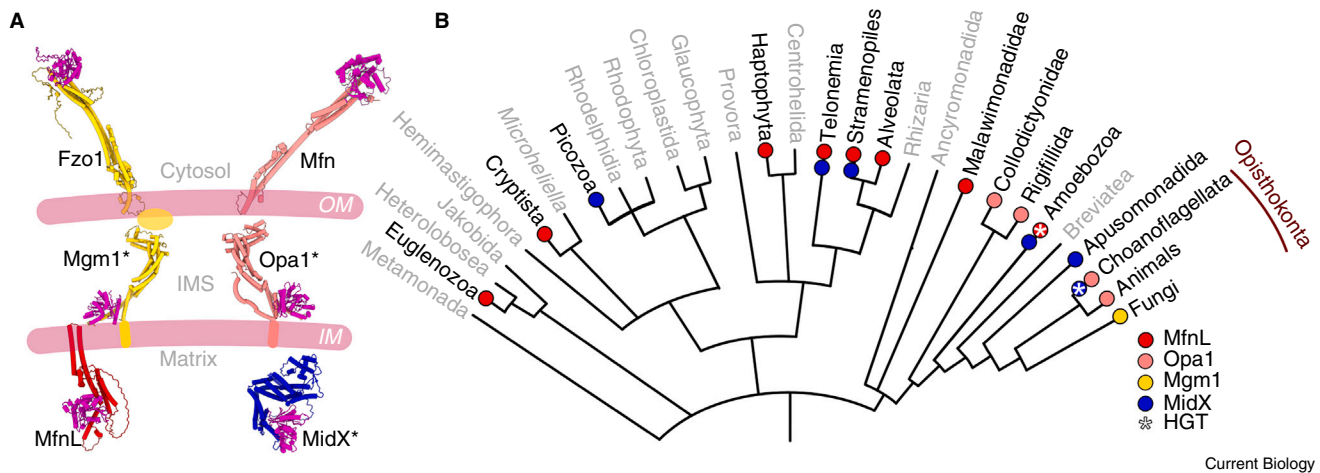 A
Fzo1
Cytosol
Mfn
OM
Mgm1*
IMS
Opa1*
IM
Matrix
MfnL
MidX*
B
Metamonada
Euglenozoa
Heterolobosea
Jakobida
Hemimastigophora
Cryptista
Microheliella
Picozoa
Rhodelphidia
Rhodophyta
Chloroplastida
Glaucophyta
Provora
Haptophyta
Centrohelida
Telonemia
Stramenopiles
Alveolata
Rhizaria
Ancyromonadida
Malawimonadidae
Collodictyonidae
Rigifillida
Amoebozoa
Breviatea
Apusomonadida
Choanoflagellata
Animals
Fungi
Opisthokonta
MfnL
Opa1
Mgm1
MidX
* HGT
Current Biology